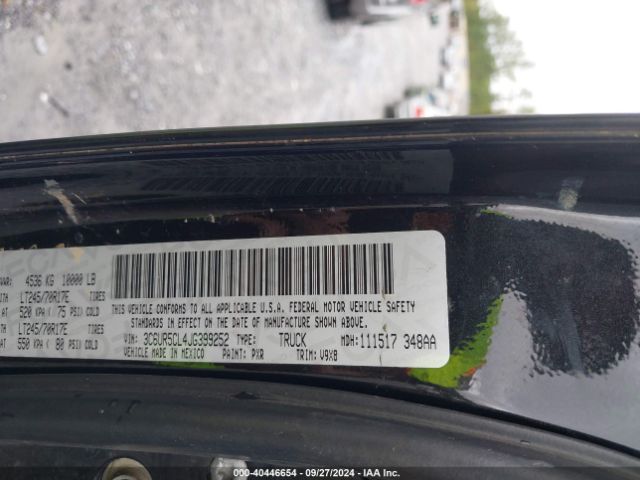 VWR: 4536 KG 10000 LB
LT245/70R17E TIRES
520 KPA ( 75 PSI) COLD
LT245/70R17E TIRES
550 KPA ( 80 PSI) COLD
THIS VEHICLE CONFORMS TO ALL APPLICABLE U.S.A. FEDERAL MOTOR VEHICLE SAFETY
STANDARDS IN EFFECT ON THE DATE OF MANUFACTURE SHOWN ABOVE.
VIN: 3C6UR5CL4JG399252 TYPE: TRUCK MDH: 111517 348AA
VEHICLE MADE IN MEXICO PAINT: PXR TRIM: V9X8
000-40446654 - 09/27/2024 - IAA Inc.